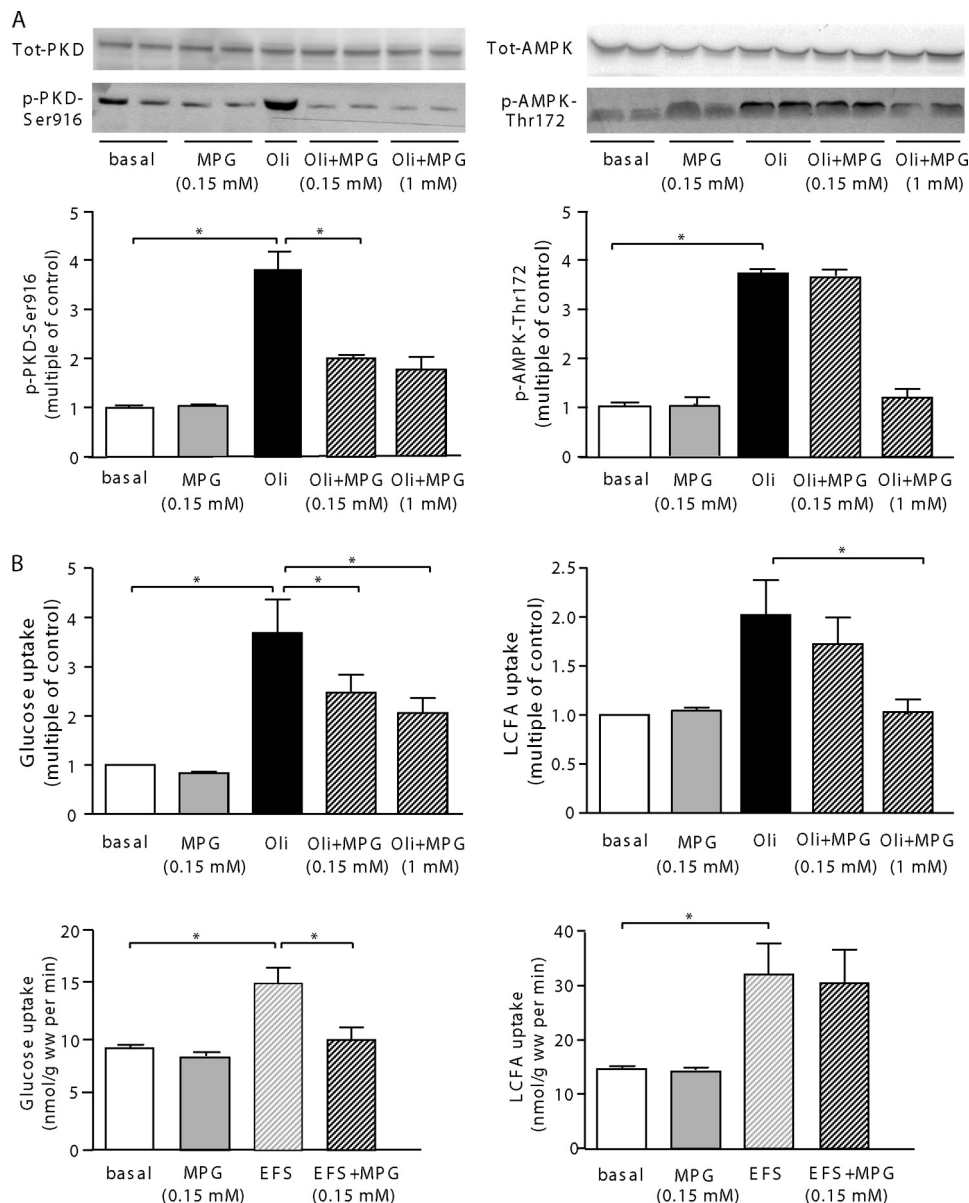 A
Tot-PKD
p-PKD-
Ser916
basal MPG Oli Oli+MPG Oli+MPG
(0.15 mM) (0.15 mM) (1 mM)
Tot-AMPK
p-AMPK-
Thr172
basal MPG Oli Oli+MPG Oli+MPG
(0.15 mM) (0.15 mM) (1 mM)
p-PKD-Ser916
(multiple of control)
5
4
3
2
1
0
* *
basal MPG Oli Oli+MPG Oli+MPG
(0.15 mM) (0.15 mM) (1 mM)
p-AMPK-Thr172
(multiple of control)
5
4
3
2
1
0
*
basal MPG Oli Oli+MPG Oli+MPG
(0.15 mM) (0.15 mM) (1 mM)
B
Glucose uptake
(multiple of control)
5
4
3
2
1
0
*
* *
basal MPG Oli Oli+MPG Oli+MPG
(0.15 mM) (0.15 mM) (1 mM)
LCFA uptake
(multiple of control)
2.5
2.0
1.5
1.0
0.5
0
*
basal MPG Oli Oli+MPG Oli+MPG
(0.15 mM) (0.15 mM) (1 mM)
Glucose uptake
(nmol/g ww per min)
20
15
10
5
0
* *
basal MPG EFS EFS+MPG
(0.15 mM) (0.15 mM)
LCFA uptake
(nmol/g ww per min)
40
30
20
10
0
*
basal MPG EFS EFS+MPG
(0.15 mM) (0.15 mM)